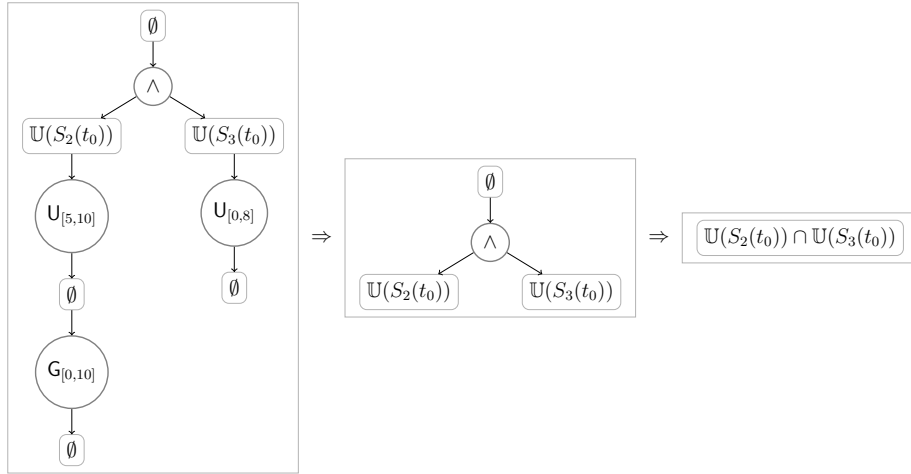 ∅
∧
𝕌(S₂(t₀)) 𝕌(S₃(t₀))
U[5,10] U[0,8]
∅ ∅
G[0,10]
∅
⇒
∅
∧
𝕌(S₂(t₀)) 𝕌(S₃(t₀))
⇒
𝕌(S₂(t₀)) ∩ 𝕌(S₃(t₀))